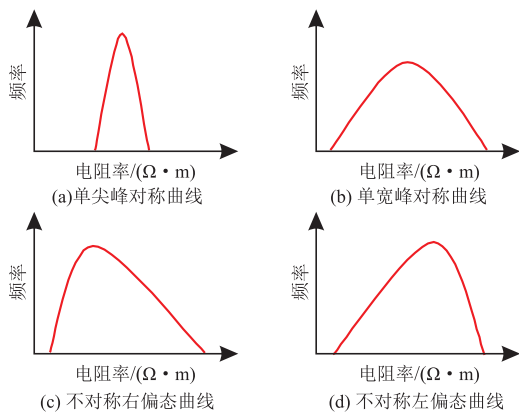 频率
频率
电阻率/(Ω·m)
电阻率/(Ω·m)
(a)单尖峰对称曲线
(b) 单宽峰对称曲线
频率
频率
电阻率/(Ω·m)
电阻率/(Ω·m)
(c) 不对称右偏态曲线
(d) 不对称左偏态曲线